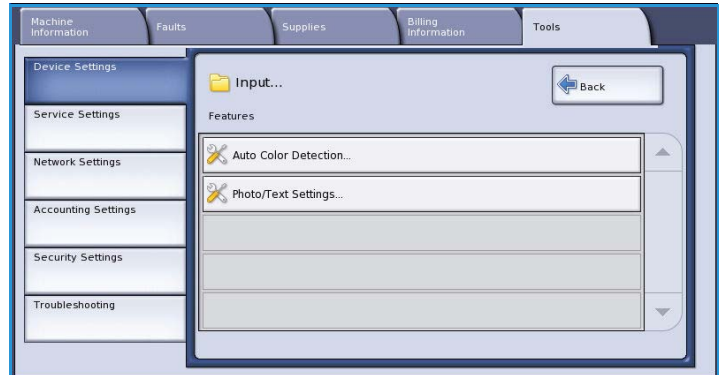 Machine
Information
Faults
Supplies
Billing
Information
Tools
Device Settings
Service Settings
Network Settings
Accounting Settings
Security Settings
Troubleshooting
Input...
Back
Features
Auto Color Detection...
Photo/Text Settings...